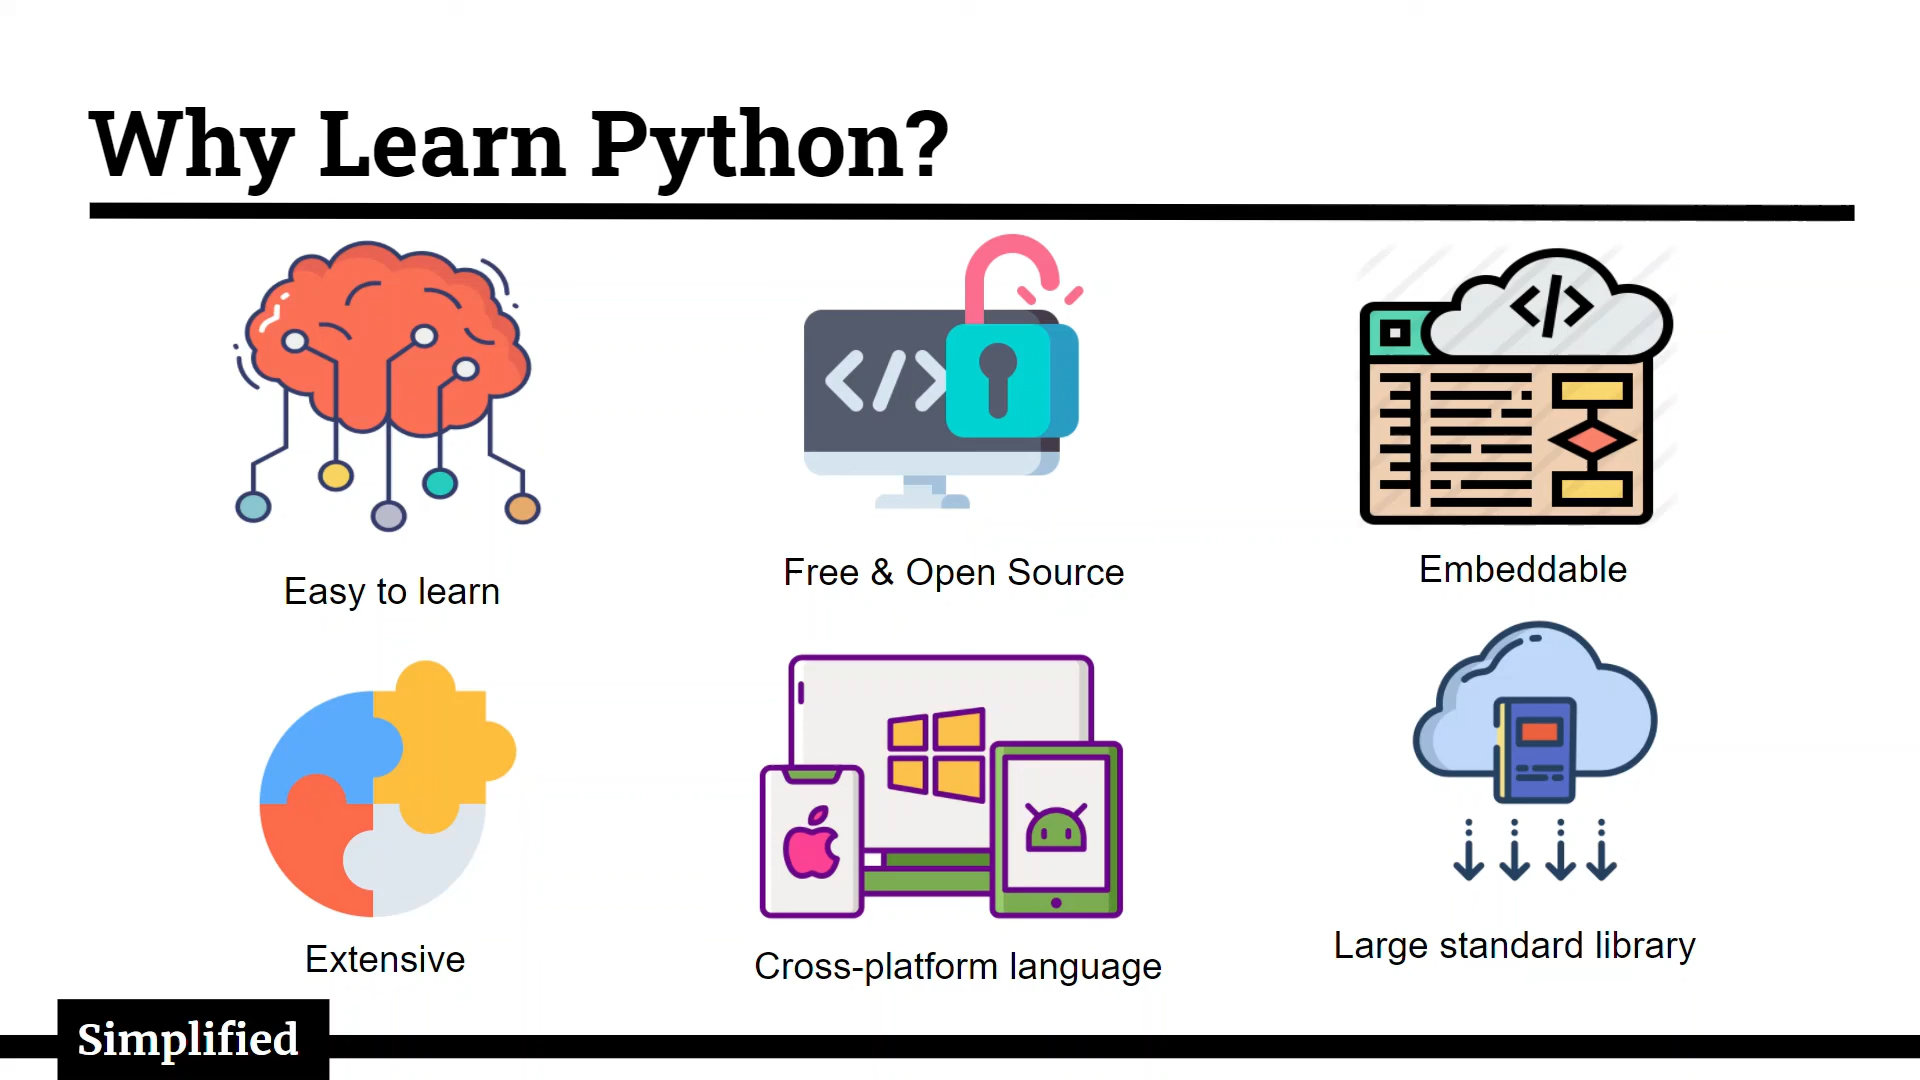 Why Learn Python?
Easy to learn
Free & Open Source
Embeddable
Extensive
Cross-platform language
Large standard library
Simplified